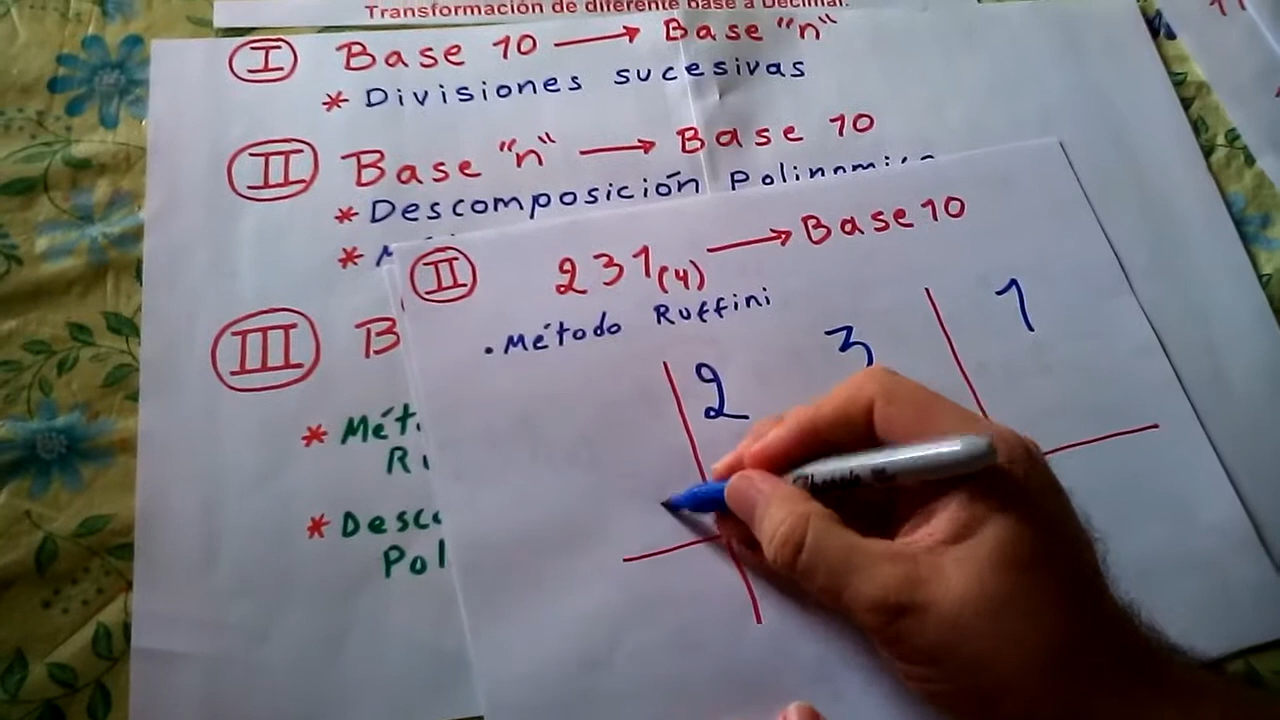 Transformación de diferente base a Decimal.
I Base 10 → Base "n"
* Divisiones sucesivas
II Base "n" → Base 10
* Descomposición
*
III B
* Mét.
* Desc
Pol
II 231(4) → Base 10
. Método Ruffini
2 3 1